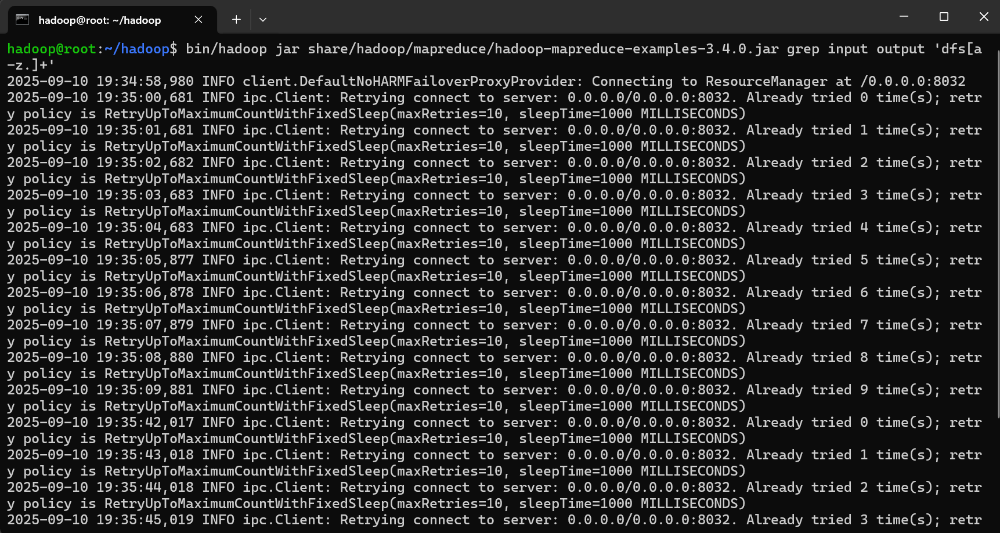 hadoop@root: ~/hadoop
hadoop@root:~/hadoop$ bin/hadoop jar share/hadoop/mapreduce/hadoop-mapreduce-examples-3.4.0.jar grep input output 'dfs[a
-z.]+'
2025-09-10 19:34:58,980 INFO client.DefaultNoHARMFailoverProxyProvider: Connecting to ResourceManager at /0.0.0.0:8032
2025-09-10 19:35:00,681 INFO ipc.Client: Retrying connect to server: 0.0.0.0/0.0.0.0:8032. Already tried 0 time(s); retr
y policy is RetryUpToMaximumCountWithFixedSleep(maxRetries=10, sleepTime=1000 MILLISECONDS)
2025-09-10 19:35:01,681 INFO ipc.Client: Retrying connect to server: 0.0.0.0/0.0.0.0:8032. Already tried 1 time(s); retr
y policy is RetryUpToMaximumCountWithFixedSleep(maxRetries=10, sleepTime=1000 MILLISECONDS)
2025-09-10 19:35:02,682 INFO ipc.Client: Retrying connect to server: 0.0.0.0/0.0.0.0:8032. Already tried 2 time(s); retr
y policy is RetryUpToMaximumCountWithFixedSleep(maxRetries=10, sleepTime=1000 MILLISECONDS)
2025-09-10 19:35:03,683 INFO ipc.Client: Retrying connect to server: 0.0.0.0/0.0.0.0:8032. Already tried 3 time(s); retr
y policy is RetryUpToMaximumCountWithFixedSleep(maxRetries=10, sleepTime=1000 MILLISECONDS)
2025-09-10 19:35:04,683 INFO ipc.Client: Retrying connect to server: 0.0.0.0/0.0.0.0:8032. Already tried 4 time(s); retr
y policy is RetryUpToMaximumCountWithFixedSleep(maxRetries=10, sleepTime=1000 MILLISECONDS)
2025-09-10 19:35:05,877 INFO ipc.Client: Retrying connect to server: 0.0.0.0/0.0.0.0:8032. Already tried 5 time(s); retr
y policy is RetryUpToMaximumCountWithFixedSleep(maxRetries=10, sleepTime=1000 MILLISECONDS)
2025-09-10 19:35:06,878 INFO ipc.Client: Retrying connect to server: 0.0.0.0/0.0.0.0:8032. Already tried 6 time(s); retr
y policy is RetryUpToMaximumCountWithFixedSleep(maxRetries=10, sleepTime=1000 MILLISECONDS)
2025-09-10 19:35:07,879 INFO ipc.Client: Retrying connect to server: 0.0.0.0/0.0.0.0:8032. Already tried 7 time(s); retr
y policy is RetryUpToMaximumCountWithFixedSleep(maxRetries=10, sleepTime=1000 MILLISECONDS)
2025-09-10 19:35:08,880 INFO ipc.Client: Retrying connect to server: 0.0.0.0/0.0.0.0:8032. Already tried 8 time(s); retr
y policy is RetryUpToMaximumCountWithFixedSleep(maxRetries=10, sleepTime=1000 MILLISECONDS)
2025-09-10 19:35:09,881 INFO ipc.Client: Retrying connect to server: 0.0.0.0/0.0.0.0:8032. Already tried 9 time(s); retr
y policy is RetryUpToMaximumCountWithFixedSleep(maxRetries=10, sleepTime=1000 MILLISECONDS)
2025-09-10 19:35:42,017 INFO ipc.Client: Retrying connect to server: 0.0.0.0/0.0.0.0:8032. Already tried 0 time(s); retr
y policy is RetryUpToMaximumCountWithFixedSleep(maxRetries=10, sleepTime=1000 MILLISECONDS)
2025-09-10 19:35:43,018 INFO ipc.Client: Retrying connect to server: 0.0.0.0/0.0.0.0:8032. Already tried 1 time(s); retr
y policy is RetryUpToMaximumCountWithFixedSleep(maxRetries=10, sleepTime=1000 MILLISECONDS)
2025-09-10 19:35:44,018 INFO ipc.Client: Retrying connect to server: 0.0.0.0/0.0.0.0:8032. Already tried 2 time(s); retr
y policy is RetryUpToMaximumCountWithFixedSleep(maxRetries=10, sleepTime=1000 MILLISECONDS)
2025-09-10 19:35:45,019 INFO ipc.Client: Retrying connect to server: 0.0.0.0/0.0.0.0:8032. Already tried 3 time(s); retr